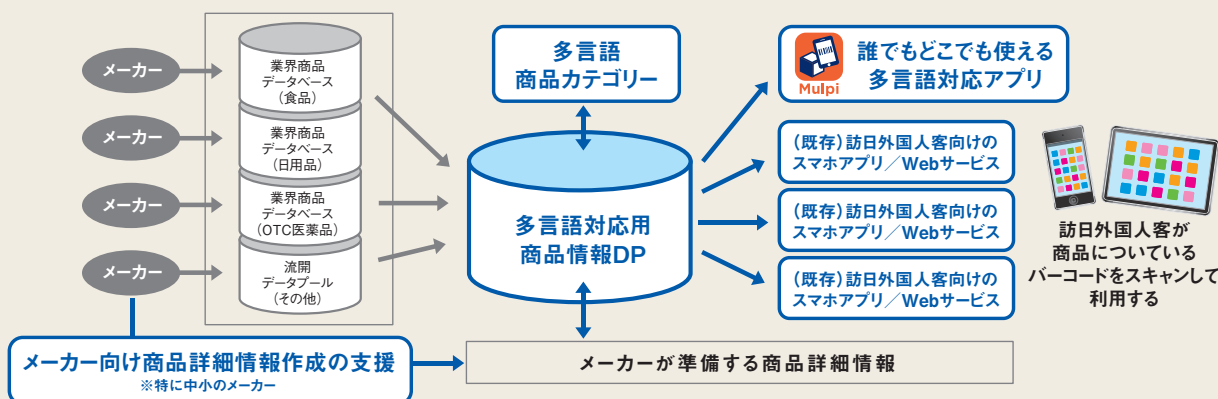 メーカー
メーカー
メーカー
メーカー
業界商品
データベース
（食品）
業界商品
データベース
（日用品）
業界商品
データベース
（OTC医薬品）
流開
データプール
（その他）
多言語
商品カテゴリー
多言語対応用
商品情報DP
Mulpi
誰でもどこでも使える
多言語対応アプリ
（既存）訪日外国人客向けの
スマホアプリ／Webサービス
（既存）訪日外国人客向けの
スマホアプリ／Webサービス
（既存）訪日外国人客向けの
スマホアプリ／Webサービス
訪日外国人客が
商品についている
バーコードをスキャンして
利用する
メーカー向け商品詳細情報作成の支援
※特に中小のメーカー
メーカーが準備する商品詳細情報